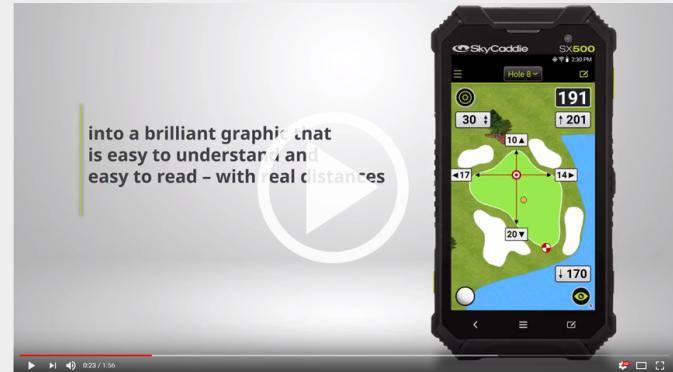 SkyCaddie SX500
2:30 PM
Hole 8
191
30
↑ 201
into a brilliant graphic that
is easy to understand and
easy to read – with real distances
10▲
◄17
14►
20▼
↓ 170
0:23 / 1:56